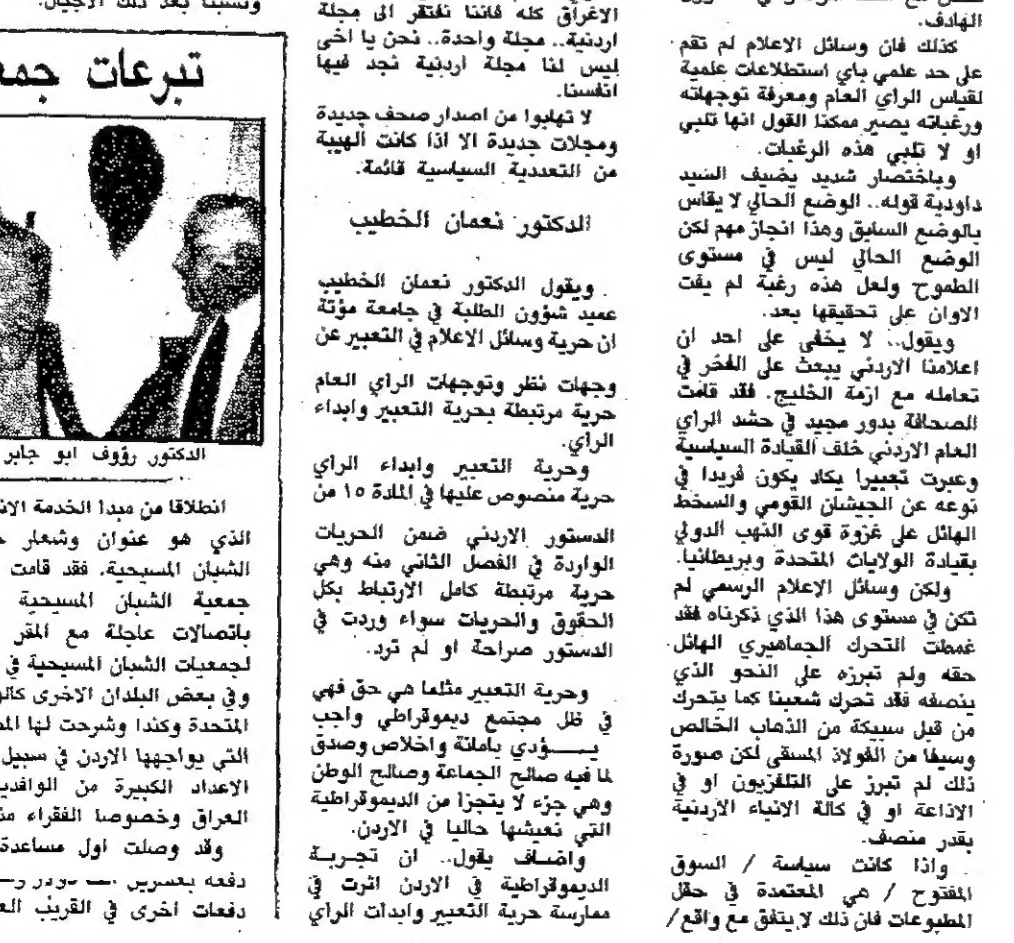 الهادف.
كذلك فان وسائل الاعلام لم تقم
على حد علمي باي استطلاعات علمية
لقياس الراي العام ومعرفة توجهاته
ورغباته يصبح ممكنا القول انها تلبي
او لا تلبي هذه الرغبات.
وباختصار شديد يضيف السيد
داودية قوله.. الوضع الحالي لا يقاس
بالوضع السابق وهذا انجاز مهم لكن
الوضع الحالي ليس في مستوى
الطموح ولعل هذه رغبة لم يفت
الاوان على تحقيقها بعد.
ويقول.. لا يخفى على احد ان
اعلامنا الاردني يبعث على الفخر في
تعامله مع ازمة الخليج. فقد قامت
الصحافة بدور مجيد في حشد الراي
العام الاردني خلف القيادة السياسية
وعبرت تعبيرا يكاد يكون فريدا في
نوعه عن الجيشان القومي والسخط
الهائل على غزوة قوى النهب الدولي
بقيادة الولايات المتحدة وبريطانيا.
ولكن وسائل الإعلام الرسمي لم
تكن في مستوى هذا الذي ذكرناه فقد
غمطت التحرك الجماهيري الهائل
حقه ولم تبرزه على النحو الذي
ينصفه فقد تحرك شعبنا كما يتحرك
من قبل سبيكة من الذهاب الخالص
وسيفا من الفولاذ المسقى لكن صورة
ذلك لم تبرز على التلفزيون او في
الاذاعة او في كالة الانباء الاردنية
بقدر منصف.
واذا كانت سياسة / السوق
المفتوح / هي المعتمدة في حقل
المطبوعات فان ذلك لا يتفق مع واقع/
الاغراق كله فاننا نفتقر الى مجلة
اردنية.. مجلة واحدة.. نحن يا اخى
ليس لنا مجلة اردنية نجد فيها
انفسنا.
لا تهابوا من اصدار صحف جديدة
ومجلات جديدة الا اذا كانت الهيبة
من التعددية السياسية قائمة.
الدكتور نعمان الخطيب
ويقول الدكتور نعمان الخطيب
عميد شؤون الطلبة في جامعة مؤتة
ان حرية وسائل الاعلام في التعبير عن
وجهات نظر وتوجهات الراي العام
حرية مرتبطة بحرية التعبير وابداء
الراي.
وحرية التعبير وابداء الراي
حرية منصوص عليها في المادة ١٥ من
الدستور الاردني ضمن الحريات
الواردة في الفصل الثاني منه وهي
حرية مرتبطة كامل الارتباط بكل
الحقوق والحريات سواء وردت في
الدستور صراحة او لم ترد.
وحرية التعبير مثلما هي حق فهي
في ظل مجتمع ديموقراطي واجب
يـــــؤدي بامانة واخلاص وصدق
لما فيه صالح الجماعة وصالح الوطن
وهي جزء لا يتجزا من الديموقراطية
التي نعيشها حاليا في الاردن.
واضـاف يقول.. ان تجربـة
الديموقراطية في الاردن اثرت في
ممارسة حرية التعبير وابدات الراي
تبرعات
الدكتور رؤوف ابو جابر
انطلاقا من مبدا الخدمة
الذي هو عنوان وشعار
الشبان المسيحية. فقد قامت
جمعية الشبان المسيحية
باتصالات عاجلة مع المقر
لجمعيات الشبان المسيحية في
وفي بعض البلدان الاخرى
المتحدة وكندا وشرحت لها
التي يواجهها الاردن في سبيل
الاعداد الكبيرة من
العراق وخصوصا الفقراء
وقد وصلت اول مساعدة
دفعات اخرى في القريب